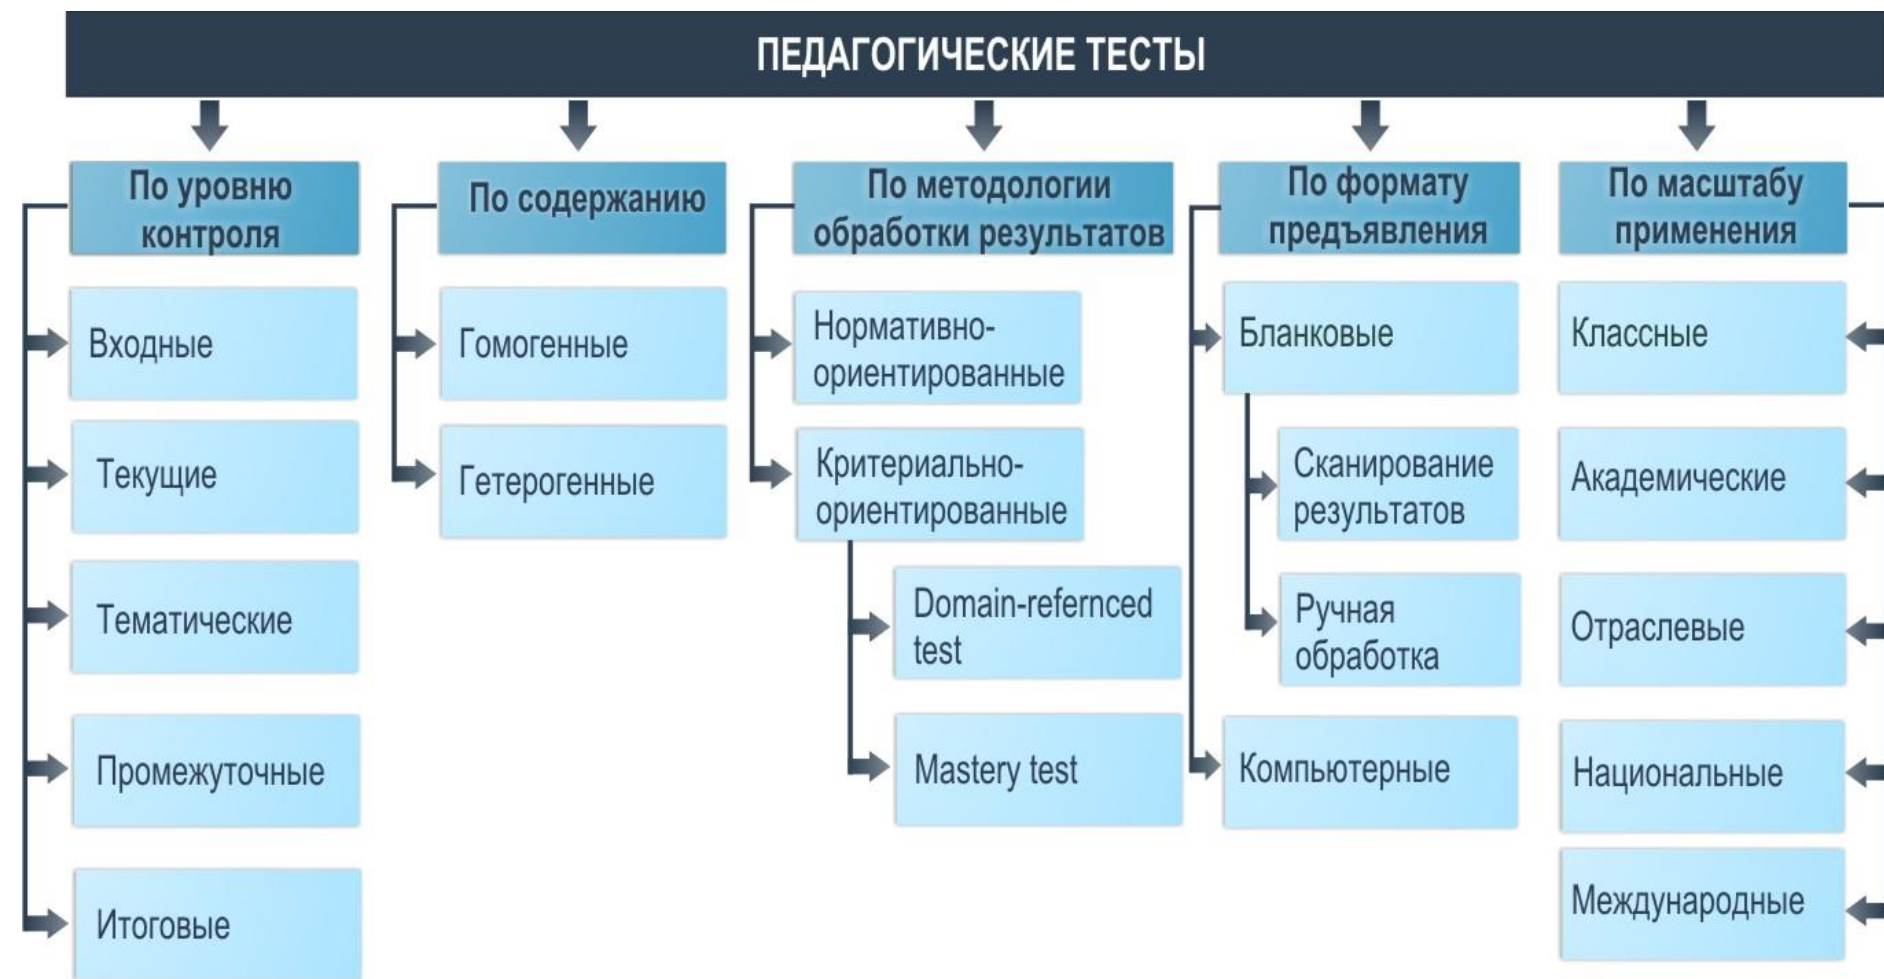 ПЕДАГОГИЧЕСКИЕ ТЕСТЫ
По уровню
контроля
Входные
Текущие
Тематические
Промежуточные
Итоговые
По содержанию
Гомогенные
Гетерогенные
По методологии
обработки результатов
Нормативно-
ориентированные
Критериально-
ориентированные
Domain-refernced
test
Mastery test
По формату
предъявления
Бланковые
Сканирование
результатов
Ручная
обработка
Компьютерные
По масштабу
применения
Классные
Академические
Отраслевые
Национальные
Международные